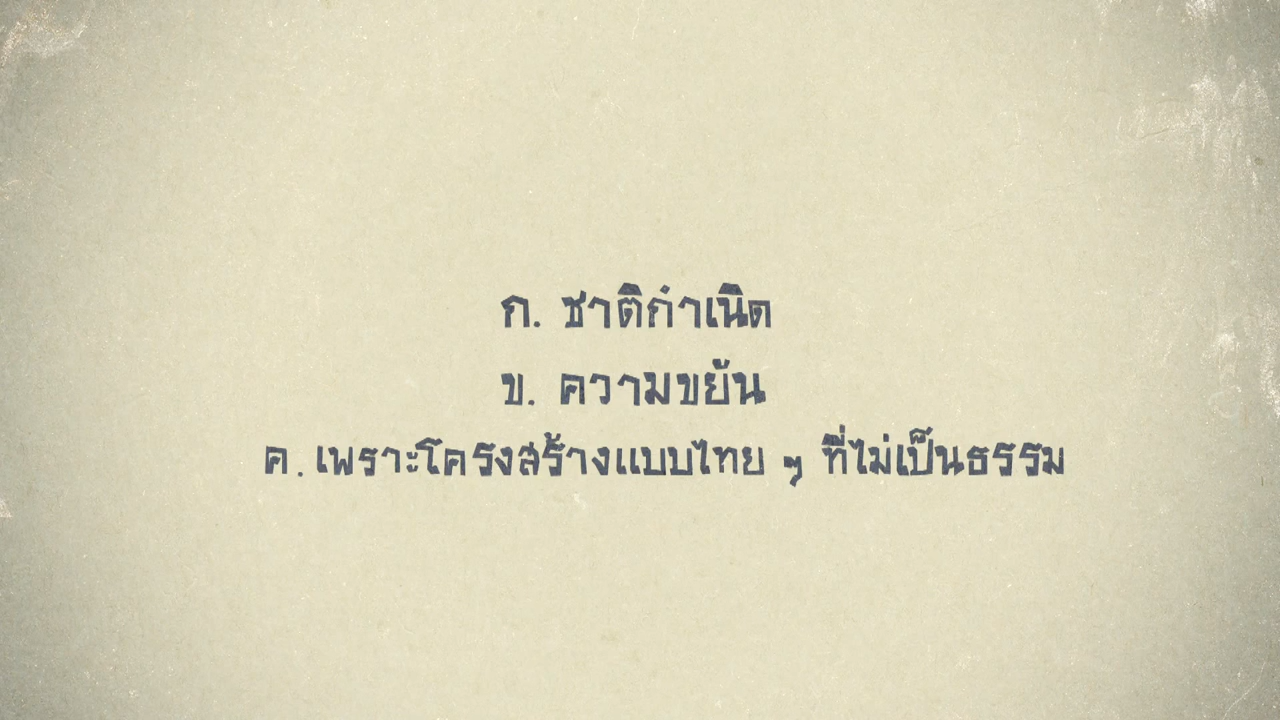 ก. ชาติกำเนิด
ข. ความขยัน
ค. เพราะโครงสร้างแบบไทย ๆ ที่ไม่เป็นธรรม